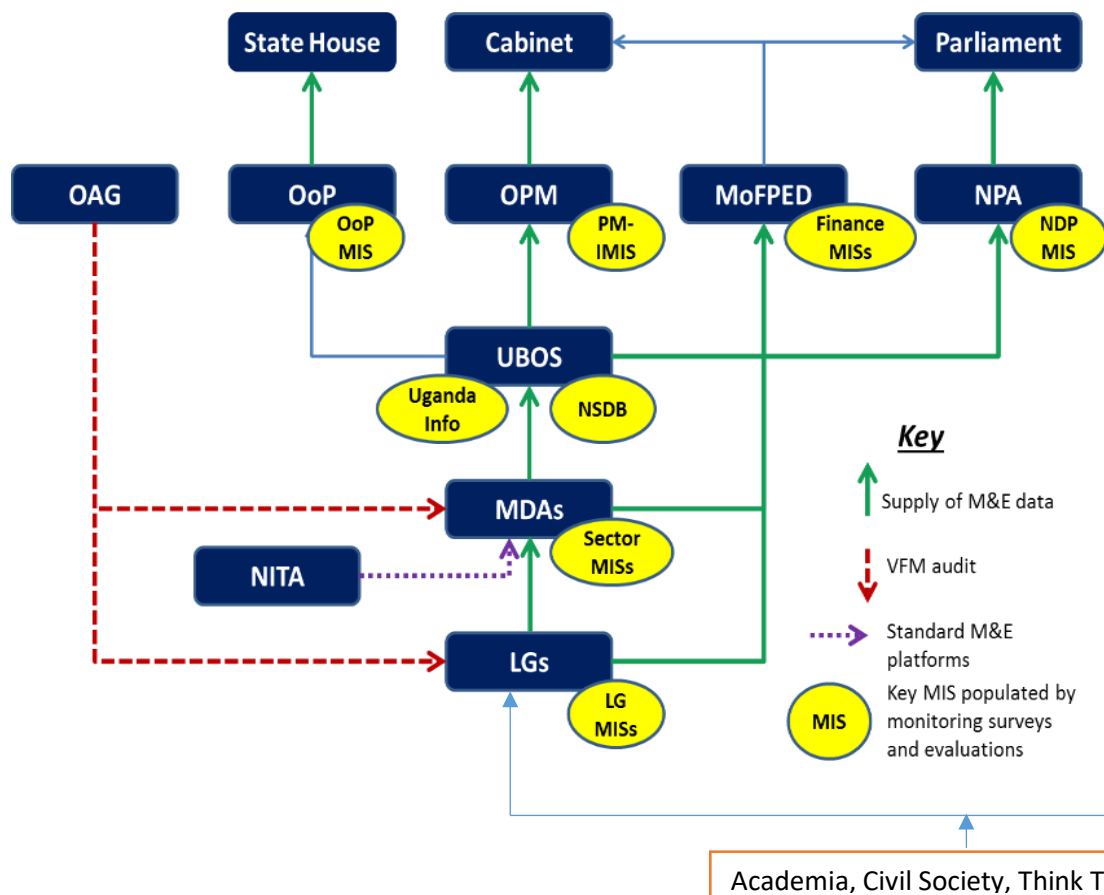 State House
Cabinet
Parliament
OAG
OoP
OPM
MoFPED
NPA
OoP
MIS
PM-
IMIS
Finance
MISs
NDP
MIS
UBOS
Uganda
Info
NSDB
Key
Supply of M&E data
MDAs
Sector
MISs
VFM audit
NITA
Standard M&E
platforms
LGs
LG
MISs
MIS
Key MIS populated by
monitoring surveys
and evaluations
Academia, Civil Society, Think T